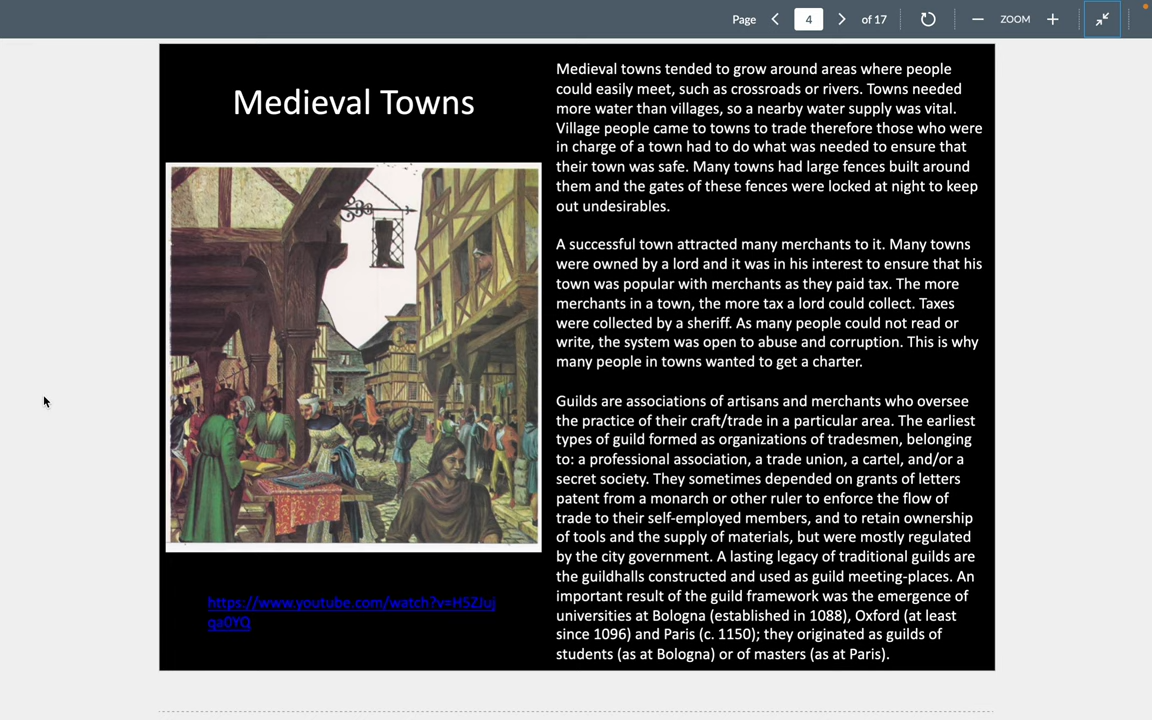 Page 4 of 17 ZOOM
Medieval Towns
Medieval towns tended to grow around areas where people
could easily meet, such as crossroads or rivers. Towns needed
more water than villages, so a nearby water supply was vital.
Village people came to towns to trade therefore those who were
in charge of a town had to do what was needed to ensure that
their town was safe. Many towns had large fences built around
them and the gates of these fences were locked at night to keep
out undesirables.
A successful town attracted many merchants to it. Many towns
were owned by a lord and it was in his interest to ensure that his
town was popular with merchants as they paid tax. The more
merchants in a town, the more tax a lord could collect. Taxes
were collected by a sheriff. As many people could not read or
write, the system was open to abuse and corruption. This is why
many people in towns wanted to get a charter.
Guilds are associations of artisans and merchants who oversee
the practice of their craft/trade in a particular area. The earliest
types of guild formed as organizations of tradesmen, belonging
to: a professional association, a trade union, a cartel, and/or a
secret society. They sometimes depended on grants of letters
patent from a monarch or other ruler to enforce the flow of
trade to their self-employed members, and to retain ownership
of tools and the supply of materials, but were mostly regulated
by the city government. A lasting legacy of traditional guilds are
the guildhalls constructed and used as guild meeting-places. An
important result of the guild framework was the emergence of
universities at Bologna (established in 1088), Oxford (at least
since 1096) and Paris (c. 1150); they originated as guilds of
students (as at Bologna) or of masters (as at Paris).
https://www.youtube.com/watch?v=H5ZJuj
qa0YQ